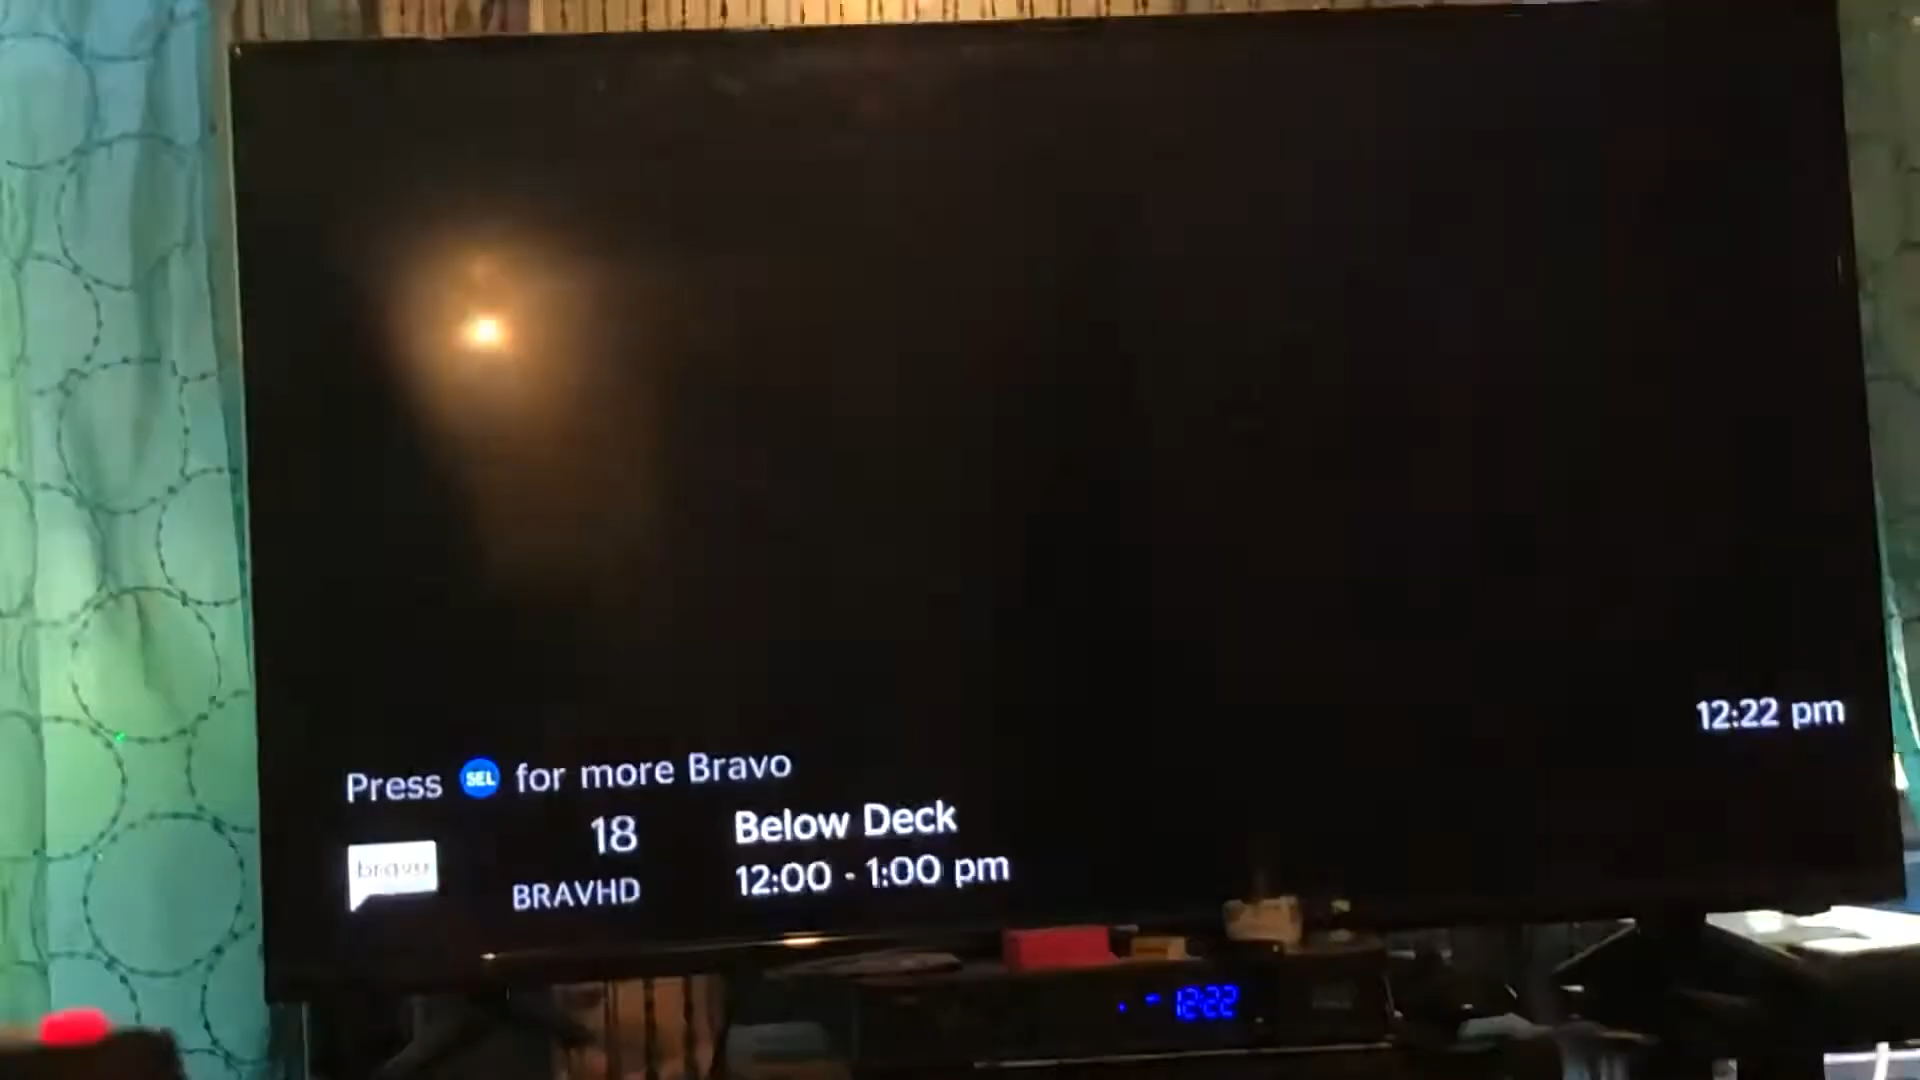 12:22 pm
Press SEL for more Bravo
18 Below Deck
bravo
BRAVHD 12:00 - 1:00 pm
12:22